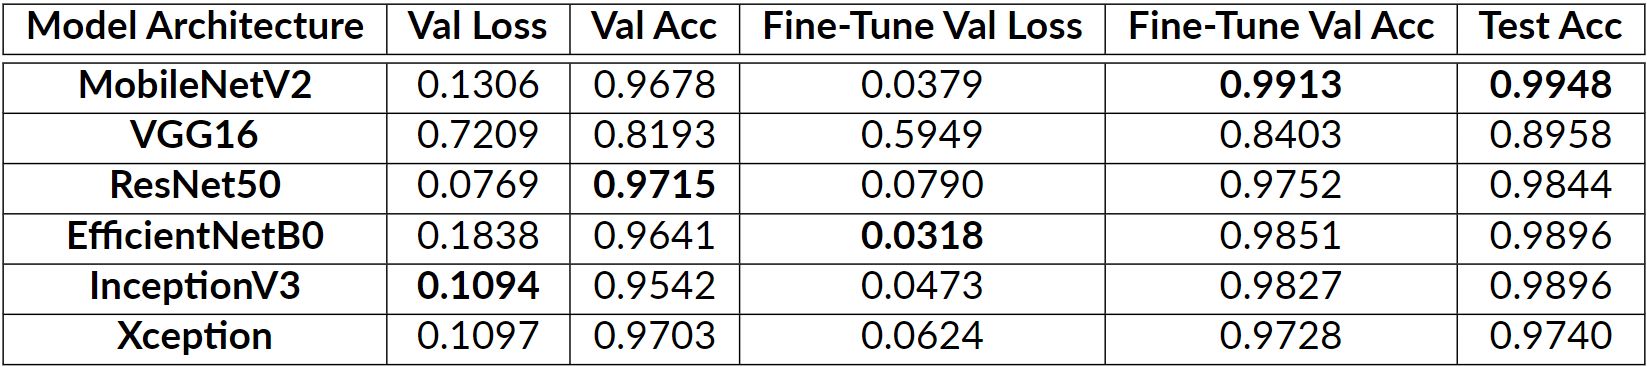 Model Architecture Val Loss Val Acc Fine-Tune Val Loss Fine-Tune Val Acc Test Acc
MobileNetV2 0.1306 0.9678 0.0379 0.9913 0.9948
VGG16 0.7209 0.8193 0.5949 0.8403 0.8958
ResNet50 0.0769 0.9715 0.0790 0.9752 0.9844
EfficientNetB0 0.1838 0.9641 0.0318 0.9851 0.9896
InceptionV3 0.1094 0.9542 0.0473 0.9827 0.9896
Xception 0.1097 0.9703 0.0624 0.9728 0.9740